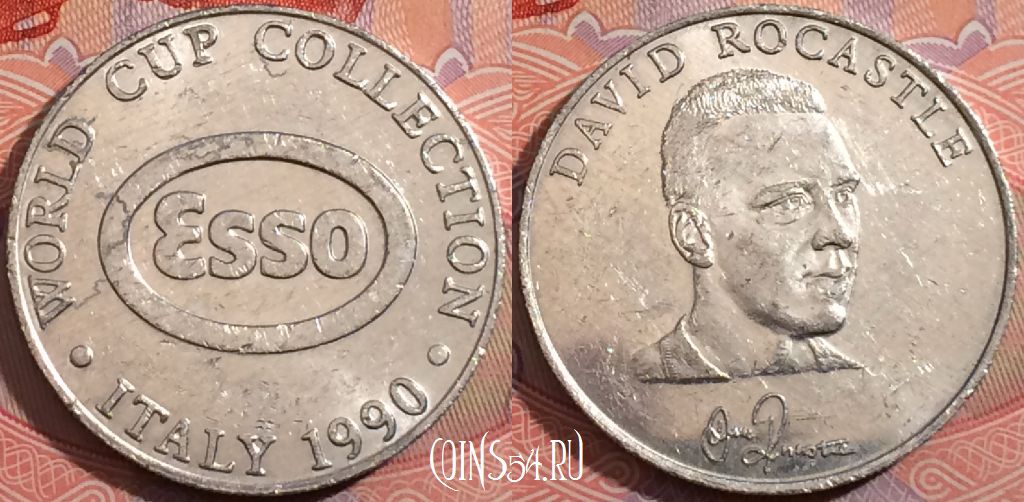 WORLD CUP COLLECTION
Esso
• ITALY 1990 •
DAVID ROCASTLE
COINS54.RU